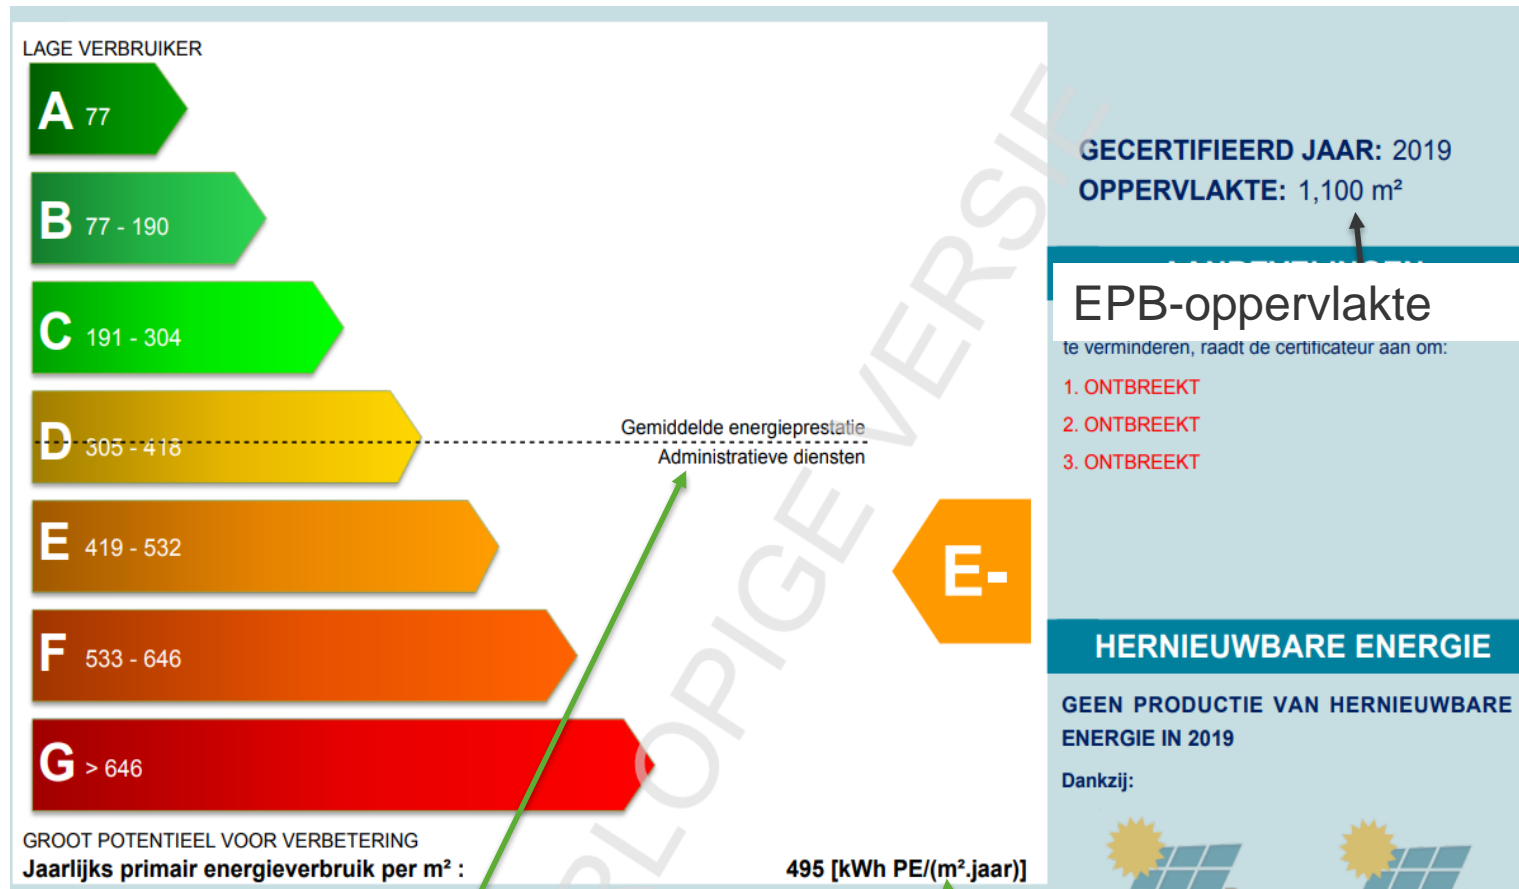 LAGE VERBRUIKER
A 77
B 77 - 190
C 191 - 304
D 305 - 418
E 419 - 532
F 533 - 646
G > 646
Gemiddelde energieprestatie
Administratieve diensten
E-
GROOT POTENTIEEL VOOR VERBETERING
Jaarlijks primair energieverbruik per m² : 495 [kWh PE/(m².jaar)]
GECERTIFIEERD JAAR: 2019
OPPERVLAKTE: 1,100 m²
EPB-oppervlakte
te verminderen, raadt de certificateur aan om:
1. ONTBREEKT
2. ONTBREEKT
3. ONTBREEKT
HERNIEUWBARE ENERGIE
GEEN PRODUCTIE VAN HERNIEUWBARE
ENERGIE IN 2019
Dankzij:
LOPIGE VERSIE